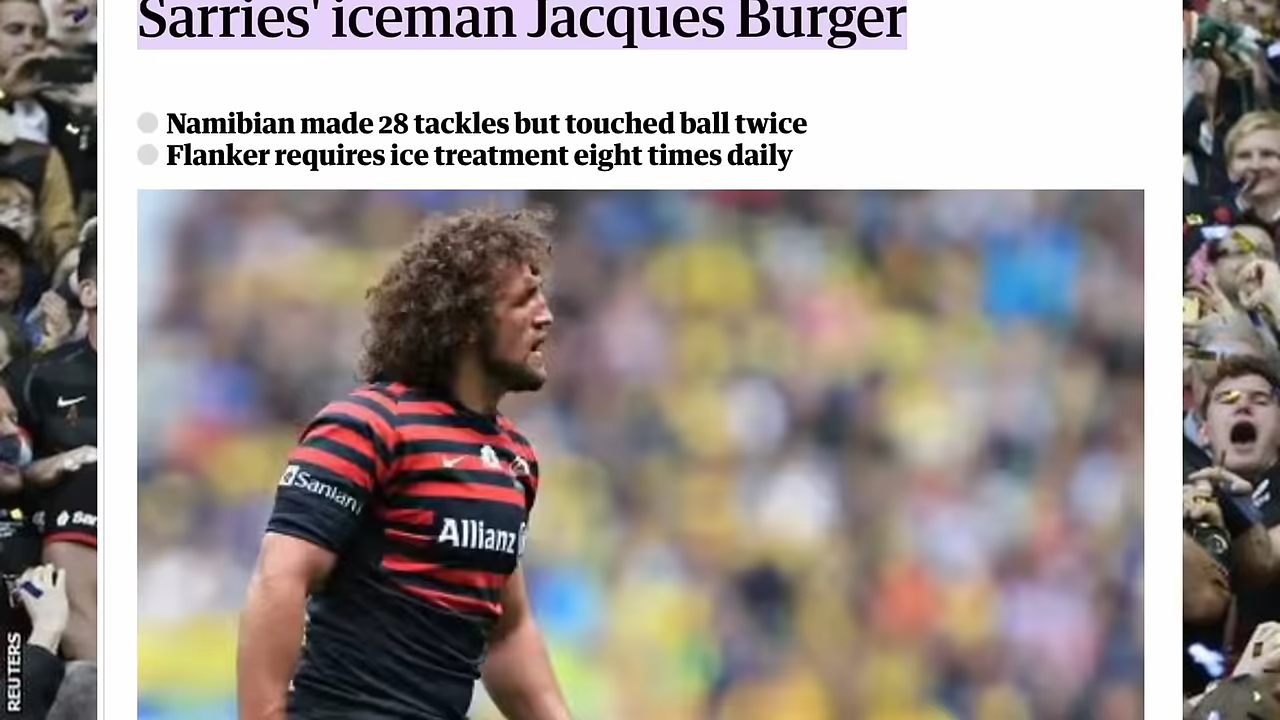 Sarries' iceman Jacques Burger
Namibian made 28 tackles but touched ball twice
Flanker requires ice treatment eight times daily
Sanlam
Allianz
REUTERS